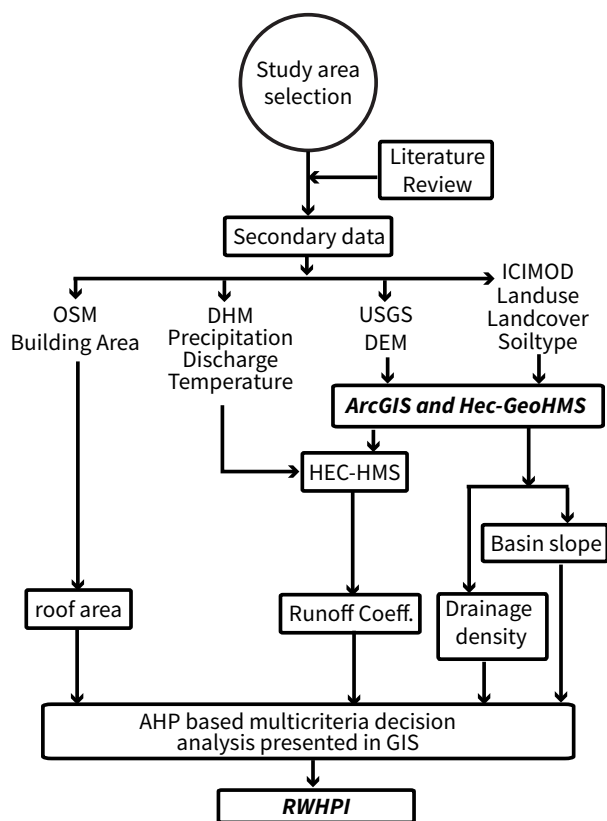 Study area
selection
Literature
Review
Secondary data
OSM
Building Area
DHM
Precipitation
Discharge
Temperature
USGS
DEM
ICIMOD
Landuse
Landcover
Soiltype
ArcGIS and Hec-GeoHMS
HEC-HMS
Basin slope
roof area
Runoff Coeff.
Drainage
density
AHP based multicriteria decision
analysis presented in GIS
RWHPI